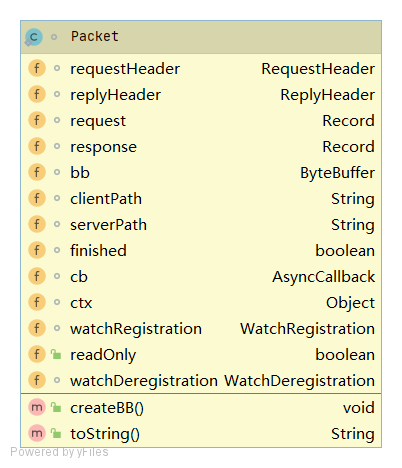 C Packet
f requestHeader RequestHeader
f replyHeader ReplyHeader
f request Record
f response Record
f bb ByteBuffer
f clientPath String
f serverPath String
f finished boolean
f cb AsyncCallback
f ctx Object
f watchRegistration WatchRegistration
f readOnly boolean
f watchDeregistration WatchDeregistration
m createBB() void
m toString() String
Powered by yFiles